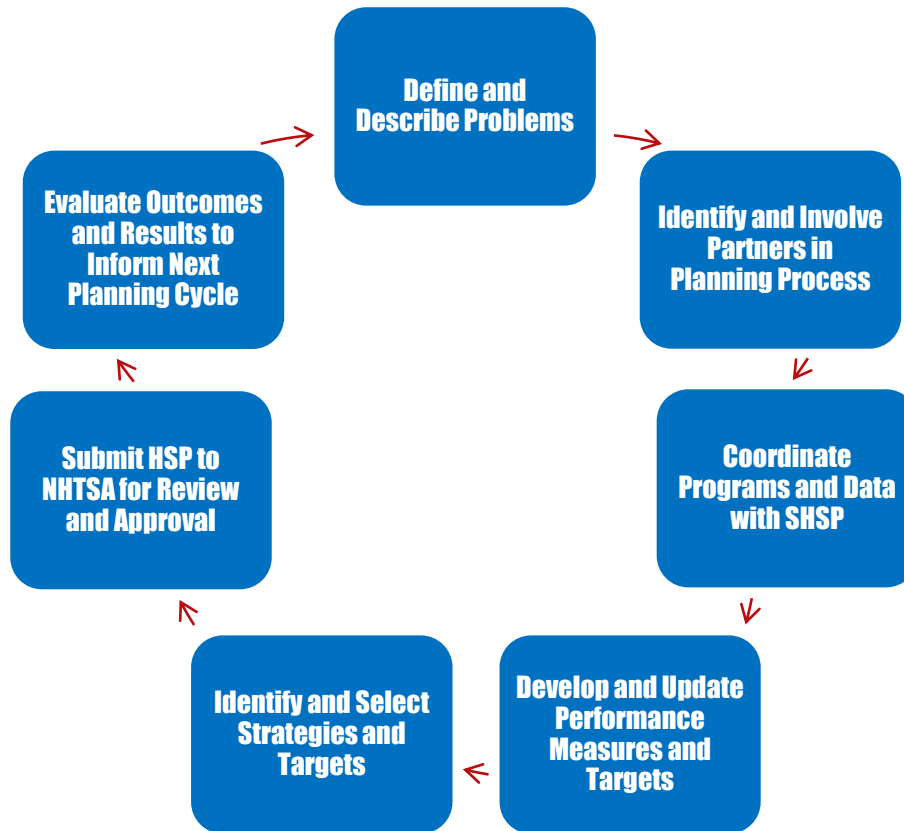 Define and
Describe Problems
Identify and Involve
Partners in
Planning Process
Coordinate
Programs and Data
with SHSP
Develop and Update
Performance
Measures and
Targets
Identify and Select
Strategies and
Targets
Submit HSP to
NHTSA for Review
and Approval
Evaluate Outcomes
and Results to
Inform Next
Planning Cycle